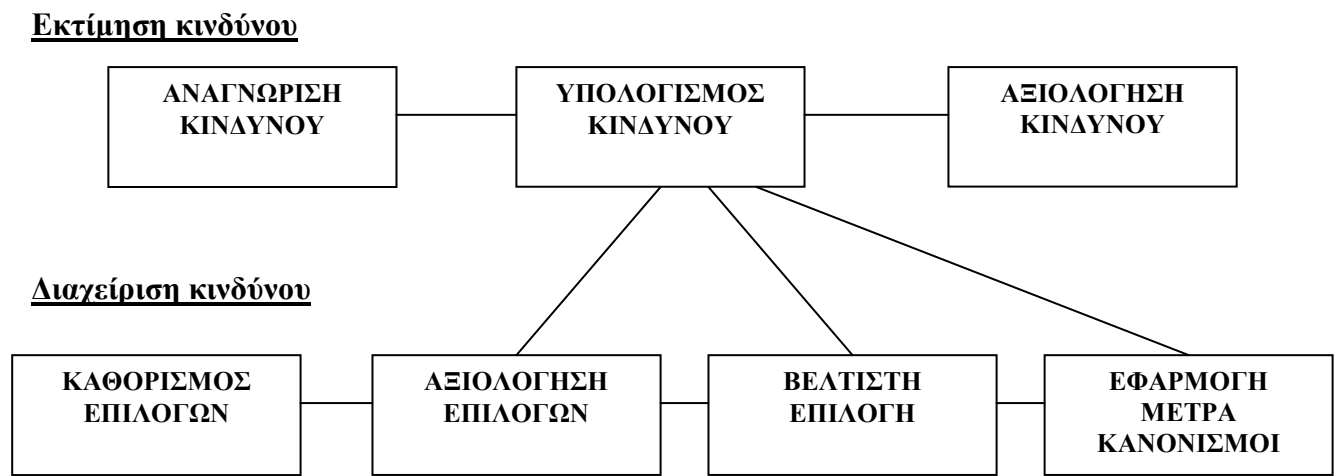 Εκτίμηση κινδύνου
ΑΝΑΓΝΩΡΙΣΗ
ΚΙΝΔΥΝΟΥ
ΥΠΟΛΟΓΙΣΜΟΣ
ΚΙΝΔΥΝΟΥ
ΑΞΙΟΛΟΓΗΣΗ
ΚΙΝΔΥΝΟΥ
Διαχείριση κινδύνου
ΚΑΘΟΡΙΣΜΟΣ
ΕΠΙΛΟΓΩΝ
ΑΞΙΟΛΟΓΗΣΗ
ΕΠΙΛΟΓΩΝ
ΒΕΛΤΙΣΤΗ
ΕΠΙΛΟΓΗ
ΕΦΑΡΜΟΓΗ
ΜΕΤΡΑ
ΚΑΝΟΝΙΣΜΟΙ